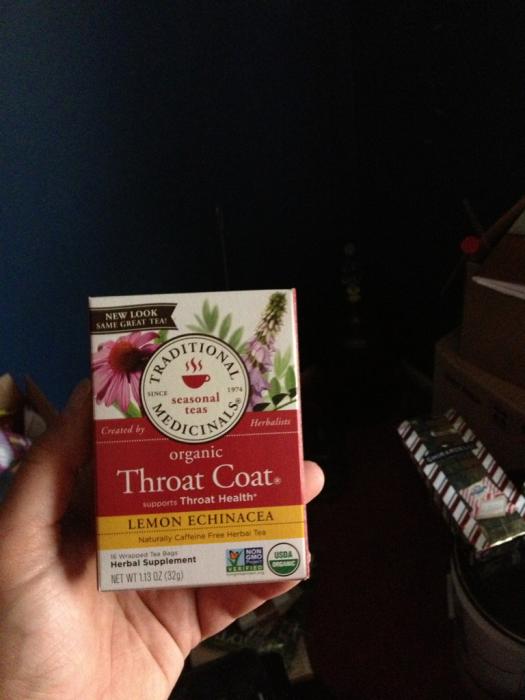 NEW LOOK
SAME GREAT TEA!
TRADITIONAL
SINCE 1974
seasonal
teas
MEDICINALS®
Created by Herbalists
organic
Throat Coat®
supports Throat Health*
LEMON ECHINACEA
Naturally Caffeine Free Herbal Tea
16 Wrapped Tea Bags
Herbal Supplement
NET WT 1.13 OZ (32g)
NON
GMO
VERIFIED
USDA
ORGANIC